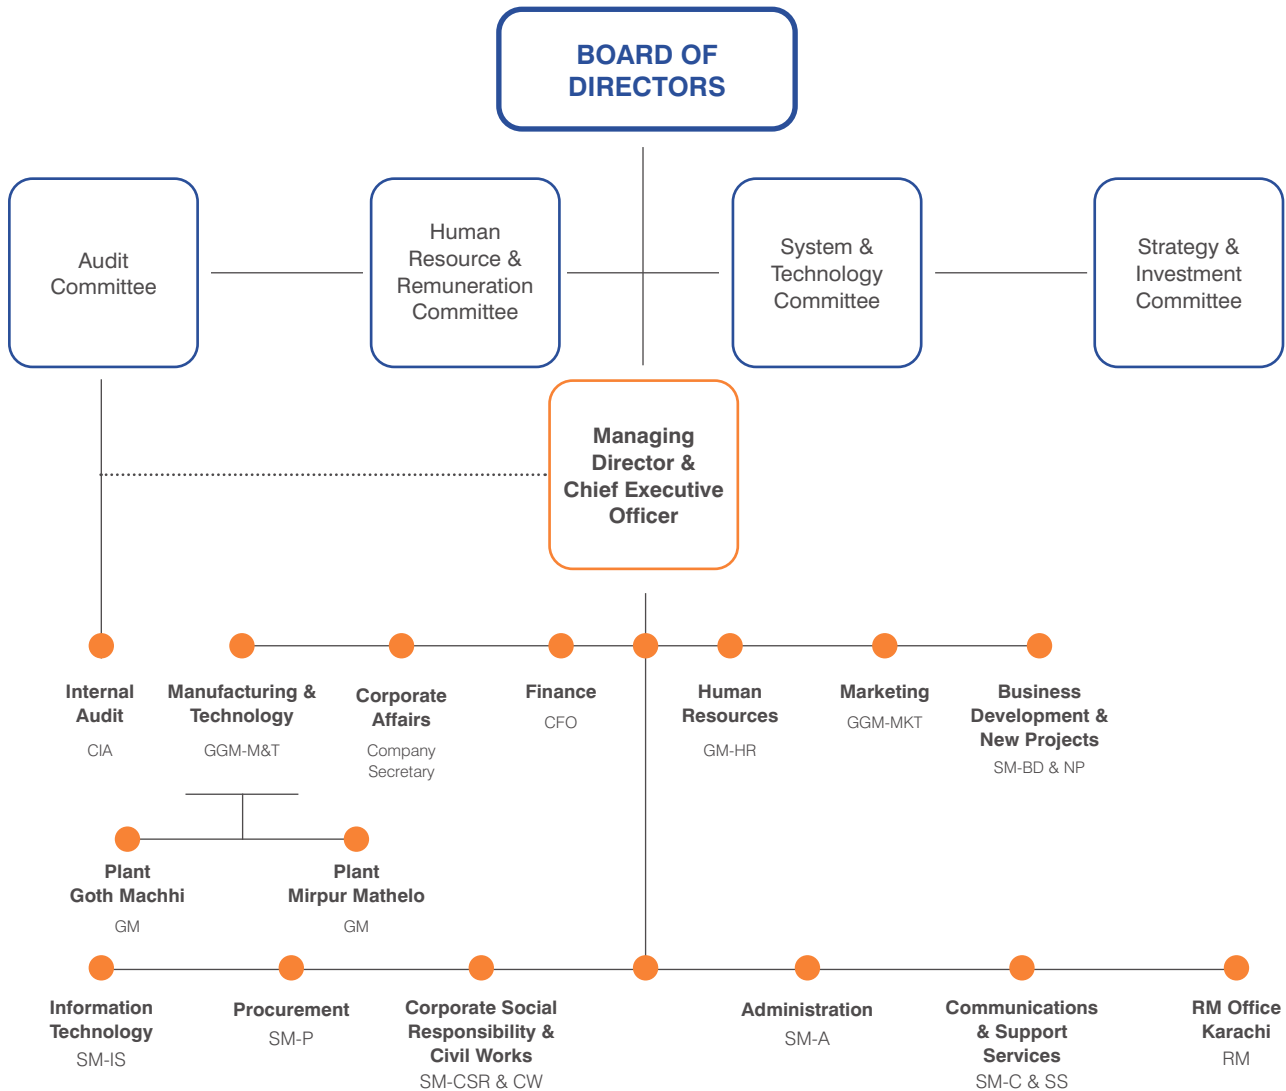 BOARD OF
DIRECTORS
Audit
Committee
Human
Resource &
Remuneration
Committee
System &
Technology
Committee
Strategy &
Investment
Committee
Managing
Director &
Chief Executive
Officer
Internal
Audit
CIA
Manufacturing &
Technology
GGM-M&T
Corporate
Affairs
Company
Secretary
Finance
CFO
Human
Resources
GM-HR
Marketing
GGM-MKT
Business
Development &
New Projects
SM-BD & NP
Plant
Goth Machhi
GM
Plant
Mirpur Mathelo
GM
Information
Technology
SM-IS
Procurement
SM-P
Corporate Social
Responsibility &
Civil Works
SM-CSR & CW
Administration
SM-A
Communications
& Support
Services
SM-C & SS
RM Office
Karachi
RM